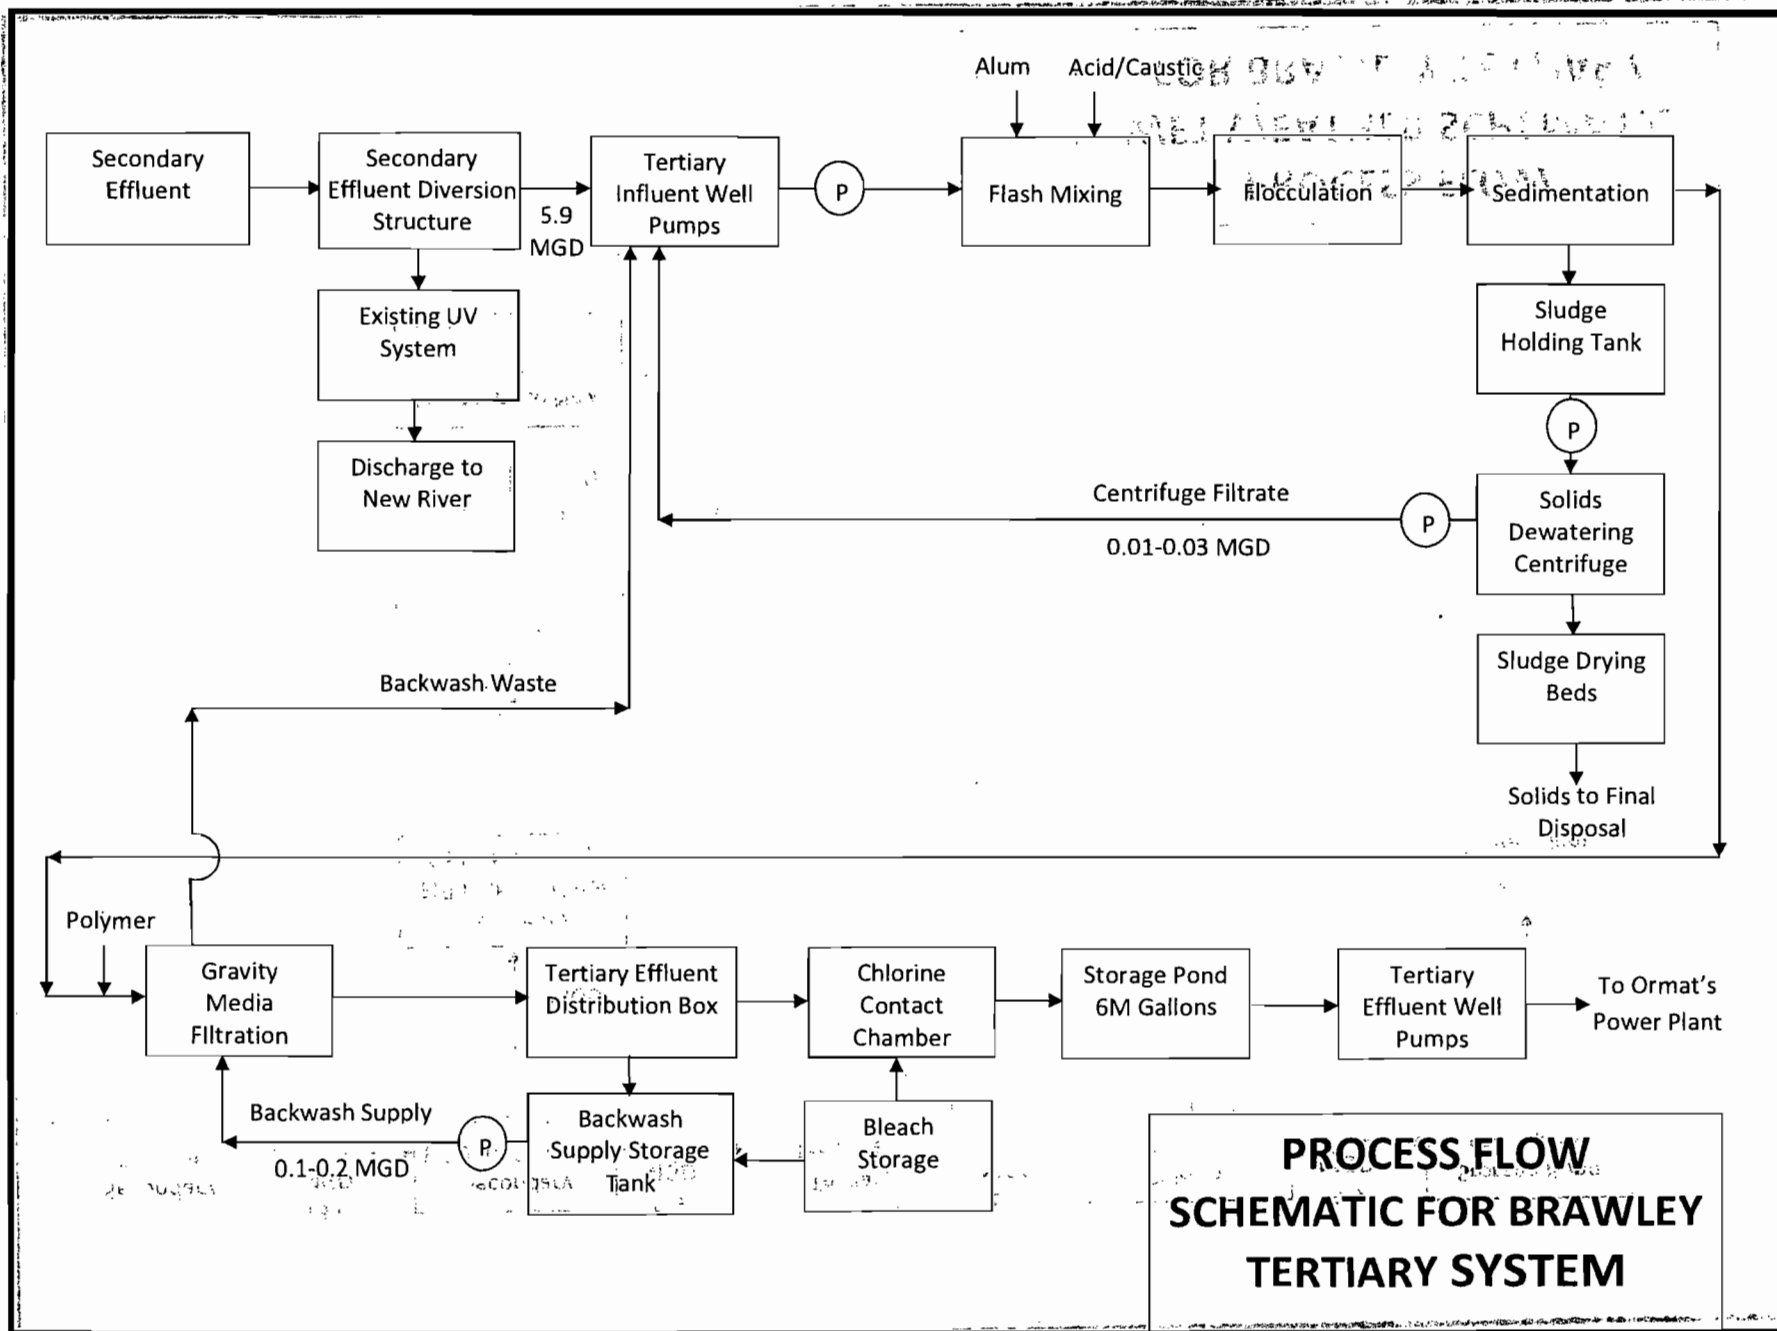 Alum
Acid/Caustic
Secondary
Effluent
Secondary
Effluent Diversion
Structure
5.9
MGD
Tertiary
Influent Well
Pumps
P
Flash Mixing
Flocculation
Sedimentation
Existing UV
System
Discharge to
New River
Sludge
Holding Tank
P
Centrifuge Filtrate
0.01-0.03 MGD
P
Solids
Dewatering
Centrifuge
Sludge Drying
Beds
Solids to Final
Disposal
Backwash Waste
Polymer
Gravity
Media
FIltration
Tertiary Effluent
Distribution Box
Chlorine
Contact
Chamber
Storage Pond
6M Gallons
Tertiary
Effluent Well
Pumps
To Ormat's
Power Plant
Backwash Supply
0.1-0.2 MGD
P
Backwash
Supply Storage
Tank
Bleach
Storage
PROCESS FLOW
SCHEMATIC FOR BRAWLEY
TERTIARY SYSTEM